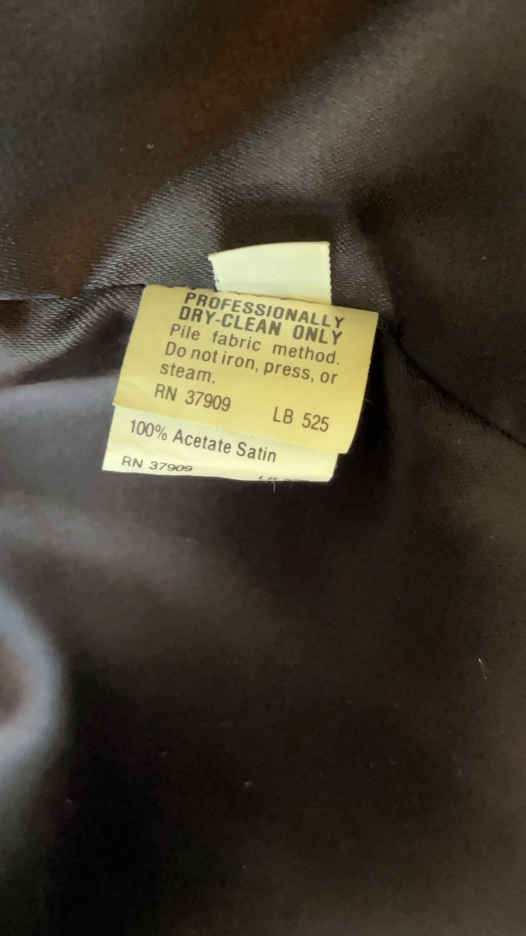 PROFESSIONALLY
DRY-CLEAN ONLY
Pile fabric method.
Do not iron, press, or
steam.
RN 37909 LB 525
100% Acetate Satin
RN 37909